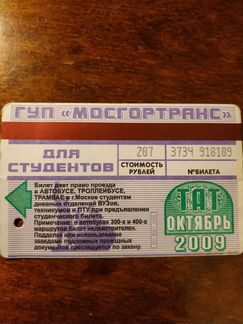 ГУП «МОСГОРТРАНС»
ДЛЯ
СТУДЕНТОВ
207
СТОИМОСТЬ
РУБЛЕЙ
3734 918109
№БИЛЕТА
Билет дает право проезда
в АВТОБУСЕ, ТРОЛЛЕЙБУСЕ,
ТРАМВАЕ в г.Москве студентам
дневных отделений ВУЗов,
техникумов и ПТУ при предъявлении
студенческого билета.
Примечание: в автобусах 300-х и 400-х
маршрутов билет недействителен.
Подделка или использование
заведомо подложных проездных
документов преследуется по закону.
ТАТ
ОКТЯБРЬ
2009